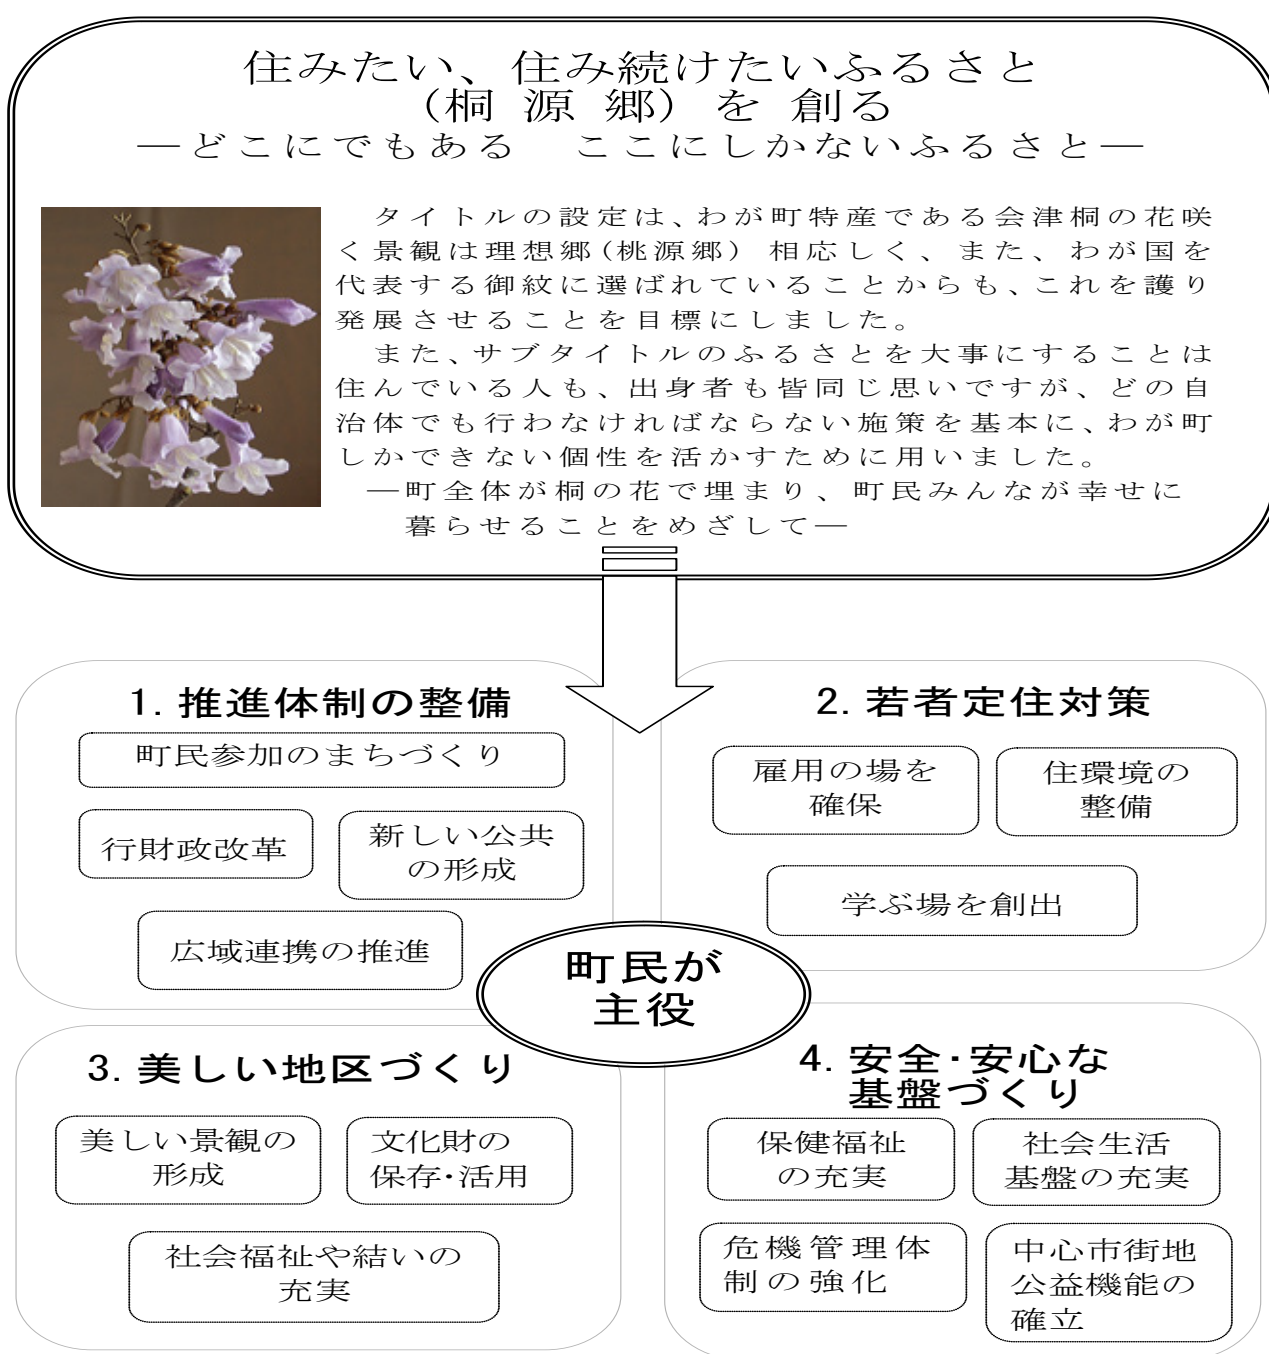 住みたい、住み続けたいふるさと
（桐 源 郷）を 創る
―どこにでもある　ここにしかないふるさと―
タイトルの設定は、わが町特産である会津桐の花咲
く景観は理想郷(桃源郷） 相応しく、また、わが国を
代表する御紋に選ばれていることからも、これを護り
発展させることを目標にしました。
また、サブタイトルのふるさとを大事にすることは
住んでいる人も、出身者も皆同じ思いですが、どの自
治体でも行わなければならない施策を基本に、わが町
しかできない個性を活かすために用いました。
―町全体が桐の花で埋まり、町民みんなが幸せに
暮らせることをめざして―
1. 推進体制の整備
町民参加のまちづくり
行財政改革
新しい公共
の形成
広域連携の推進
2. 若者定住対策
雇用の場を
確保
住環境の
整備
学ぶ場を創出
町民が
主役
3. 美しい地区づくり
美しい景観の
形成
文化財の
保存･活用
社会福祉や結いの
充実
4. 安全･安心な
基盤づくり
保健福祉
の充実
社会生活
基盤の充実
危機管理体
制の強化
中心市街地
公益機能の
確立